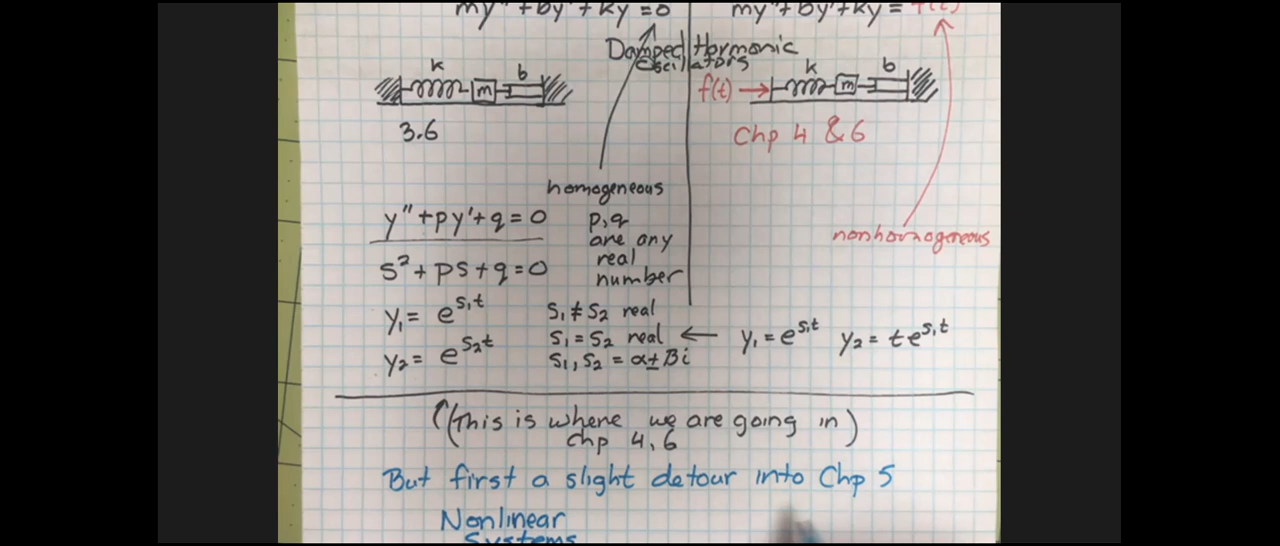 my" + by' + ky = 0
my" + by' + ky = f(t)
Damped Harmonic
Oscillators
k
m
b
3.6
f(t)
k
m
b
Chp 4 & 6
homogeneous
nonhomogeneous
y" + py' + q = 0
p, q
are any
real
number
s² + ps + q = 0
y₁ = e^{s₁t}
s₁ ≠ s₂ real
y₂ = e^{s₂t}
s₁ = s₂ real ← y₁ = e^{s₁t} y₂ = te^{s₁t}
s₁, s₂ = α ± Bi
↑ (This is where we are going in)
Chp 4, 6
But first a slight detour into Chp 5
Nonlinear
Systems